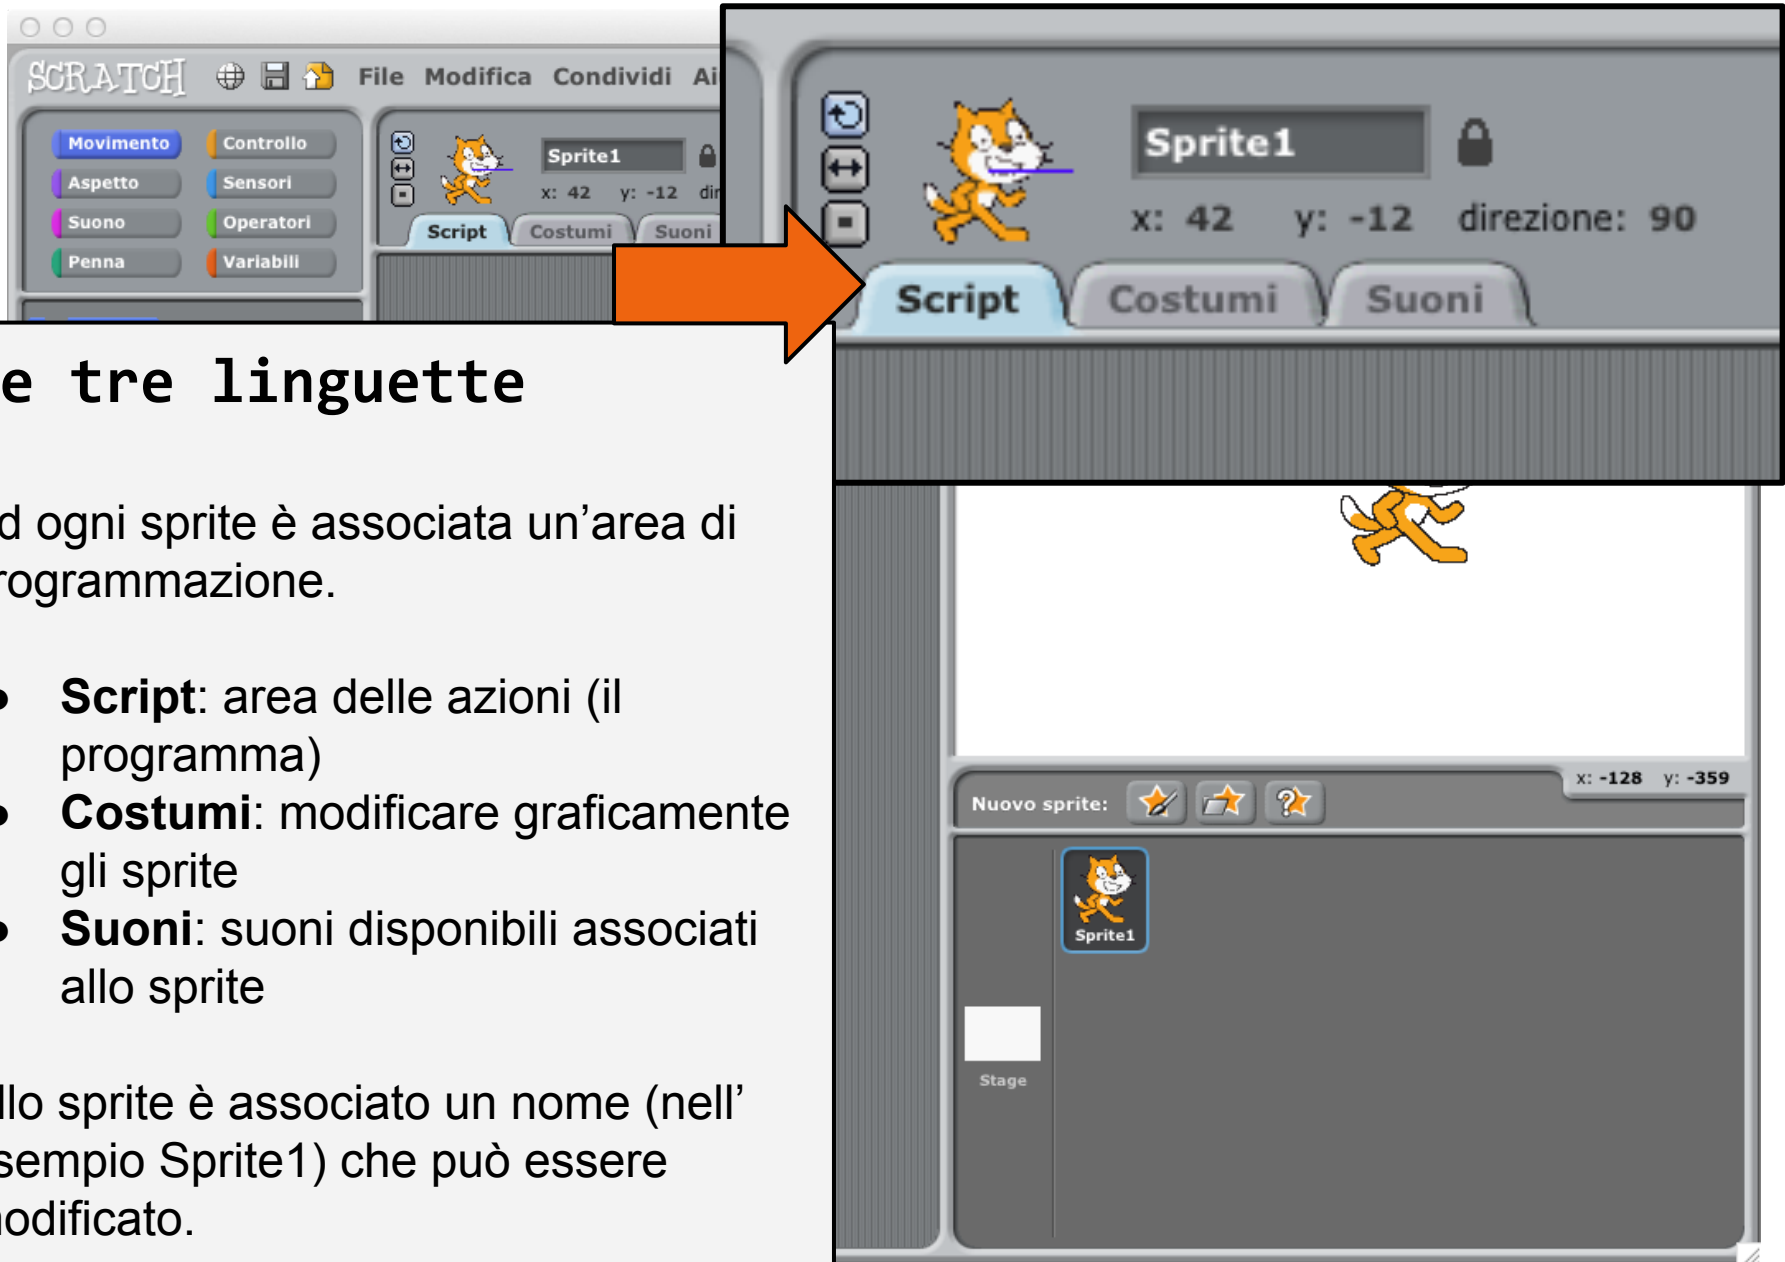 SCRATCH File Modifica Condividi Ai
Movimento Controllo
Aspetto Sensori
Suono Operatori
Penna Variabili
Sprite1
x: 42 y: -12 dir
Script Costumi Suoni
Sprite1
x: 42 y: -12 direzione: 90
Script Costumi Suoni
e tre linguette
d ogni sprite è associata un’area di
rogrammazione.
● Script: area delle azioni (il
programma)
● Costumi: modificare graficamente
gli sprite
● Suoni: suoni disponibili associati
allo sprite
llo sprite è associato un nome (nell’
sempio Sprite1) che può essere
odificato.
x: -128 y: -359
Nuovo sprite:
Sprite1
Stage